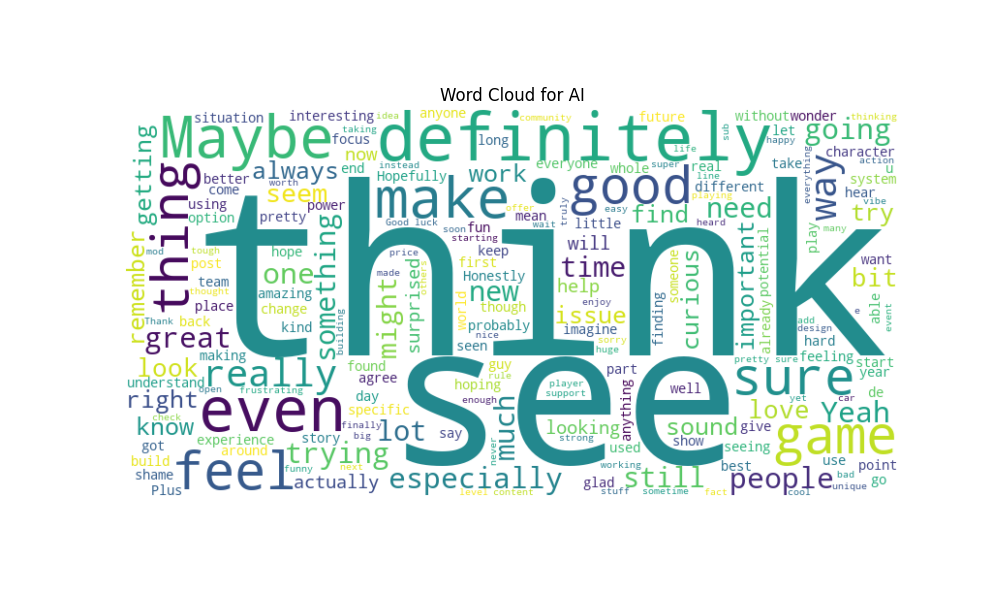 Word Cloud for AI
situation interesting taking idea anyone community future without wonder thinking
Maybe definitely going
focus now long sub life let happy
getting thing always end Hopefully instead work everyone whole super real line take everything character action
better worth seem make good different way system
come using pretty power mean truly easy little find need heard playing hear vibe
option Good luck soon fun offer wait try
remember mod tough hope something might surprised starting keep will someone important potential play many
post one price first time finding curious already want
team amazing made others world Honestly help enjoy bit
thought place change new though issue able event
Thank back kind building probably imagine sorry add design e
great think nice seen huge hard
look making found guy rule part pretty sure feeling start
understand open really agree hoping see player support well sure year
right frustrating day enough anything yet car de
check even specific much love Yeah
know finally lot say looking sound give game
got experience story. big strong show
build around trying never used seeing use point
shame feel funny next actually especially working still best people bad go
Plus level content glad stuff sometime fact cool unique